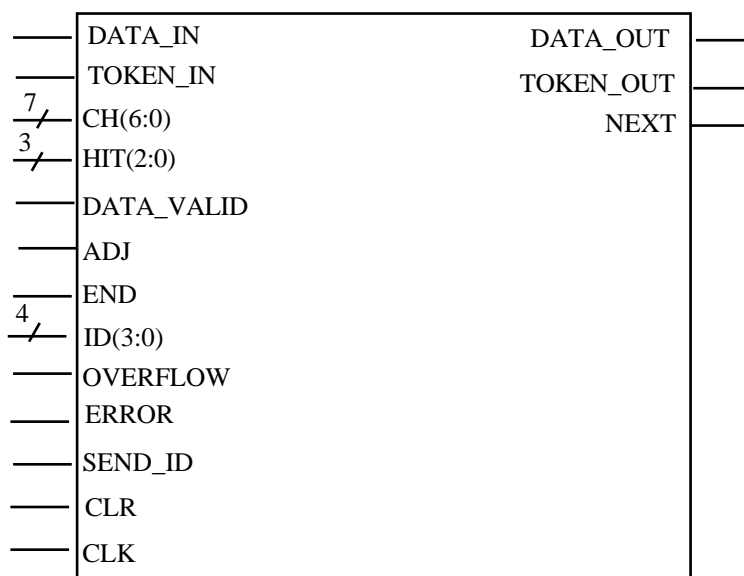 DATA_IN
DATA_OUT
TOKEN_IN
TOKEN_OUT
7
CH(6:0)
NEXT
3
HIT(2:0)
DATA_VALID
ADJ
END
4
ID(3:0)
OVERFLOW
ERROR
SEND_ID
CLR
CLK